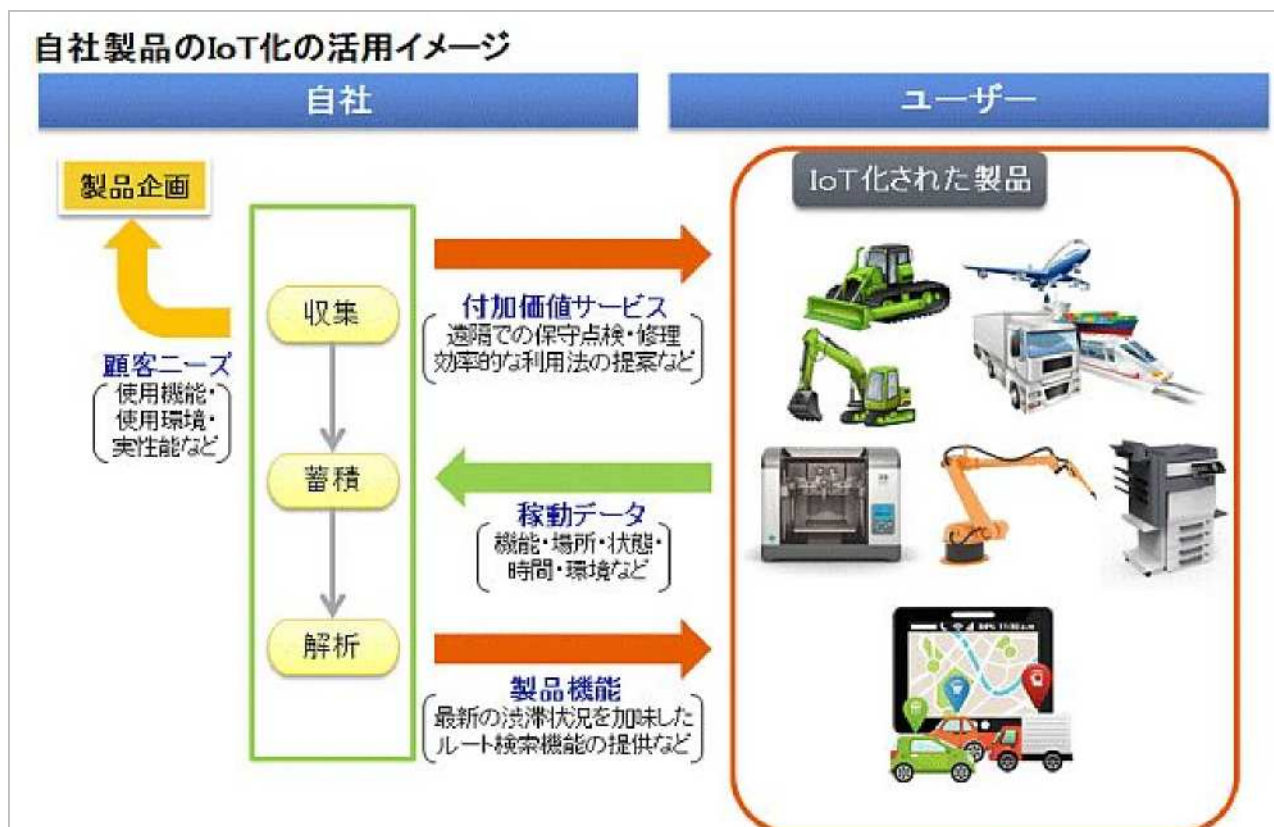 自社製品のIoT化の活用イメージ
自社
ユーザー
製品企画
IoT化された製品
収集
付加価値サービス
遠隔での保守点検・修理
効率的な利用法の提案など
顧客ニーズ
使用機能・
使用環境・
実性能など
蓄積
稼動データ
機能・場所・状態・
時間・環境など
解析
製品機能
最新の渋滞状況を加味した
ルート検索機能の提供など